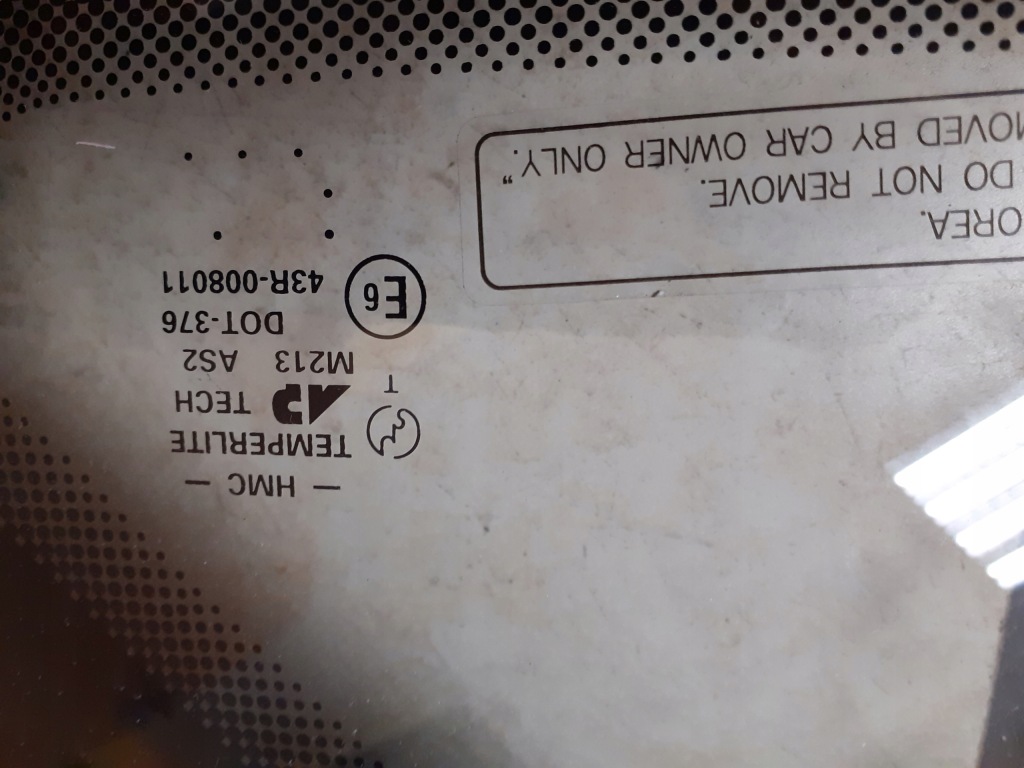 — HMC —
TEMPERLITE
AP TECH
T
M213 AS2
DOT-376
E6 43R-008011
OREA.
DO NOT REMOVE.
MOVED BY CAR OWNER ONLY.”